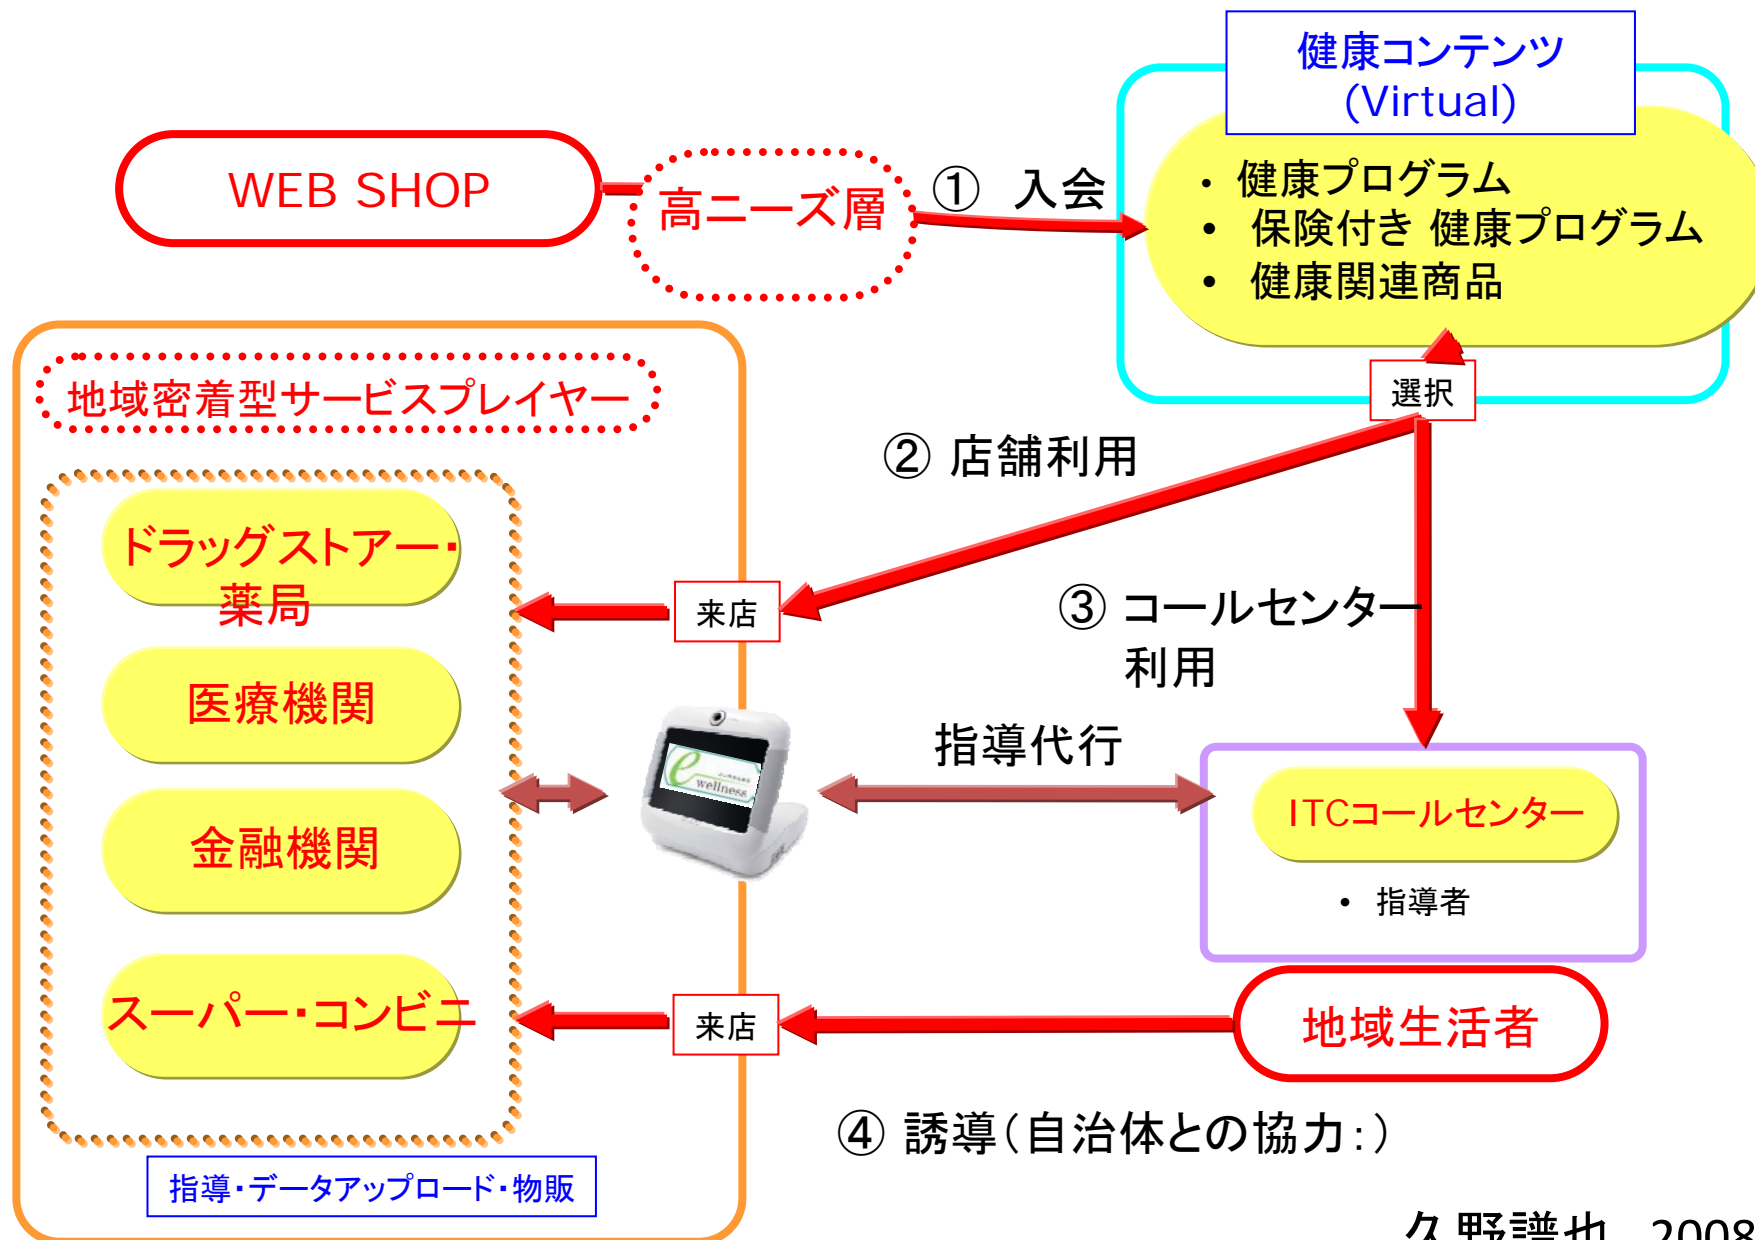 健康コンテンツ
(Virtual)
WEB SHOP
高ニーズ層
① 入会
・ 健康プログラム
• 保険付き 健康プログラム
• 健康関連商品
選択
地域密着型サービスプレイヤー
② 店舗利用
ドラッグストアー・
薬局
来店
③ コールセンター
利用
医療機関
指導代行
e
wellness
金融機関
ITCコールセンター
• 指導者
スーパー・コンビニ
来店
地域生活者
④ 誘導(自治体との協力:)
指導・データアップロード・物販
久野譜也 2008